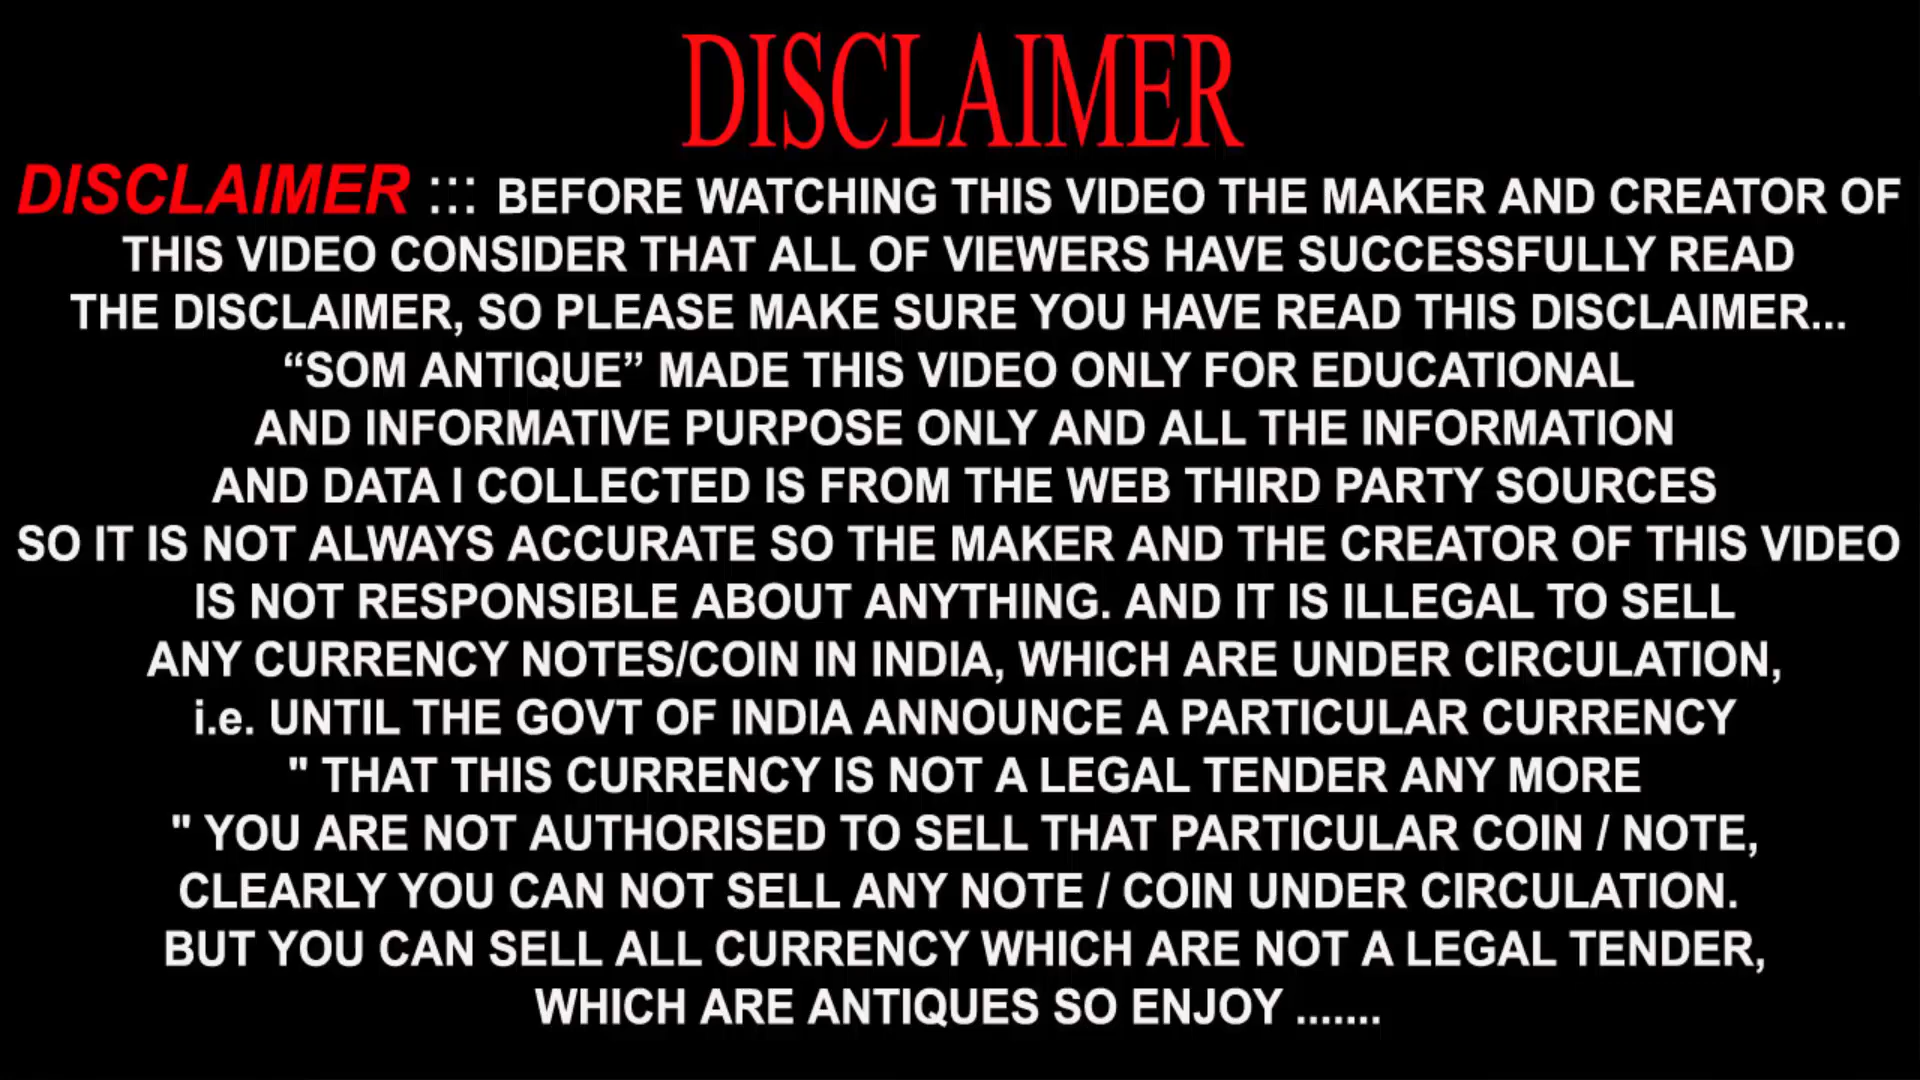 DISCLAIMER
DISCLAIMER ::: BEFORE WATCHING THIS VIDEO THE MAKER AND CREATOR OF
THIS VIDEO CONSIDER THAT ALL OF VIEWERS HAVE SUCCESSFULLY READ
THE DISCLAIMER, SO PLEASE MAKE SURE YOU HAVE READ THIS DISCLAIMER...
“SOM ANTIQUE” MADE THIS VIDEO ONLY FOR EDUCATIONAL
AND INFORMATIVE PURPOSE ONLY AND ALL THE INFORMATION
AND DATA I COLLECTED IS FROM THE WEB THIRD PARTY SOURCES
SO IT IS NOT ALWAYS ACCURATE SO THE MAKER AND THE CREATOR OF THIS VIDEO
IS NOT RESPONSIBLE ABOUT ANYTHING. AND IT IS ILLEGAL TO SELL
ANY CURRENCY NOTES/COIN IN INDIA, WHICH ARE UNDER CIRCULATION,
i.e. UNTIL THE GOVT OF INDIA ANNOUNCE A PARTICULAR CURRENCY
" THAT THIS CURRENCY IS NOT A LEGAL TENDER ANY MORE
" YOU ARE NOT AUTHORISED TO SELL THAT PARTICULAR COIN / NOTE,
CLEARLY YOU CAN NOT SELL ANY NOTE / COIN UNDER CIRCULATION.
BUT YOU CAN SELL ALL CURRENCY WHICH ARE NOT A LEGAL TENDER,
WHICH ARE ANTIQUES SO ENJOY .......